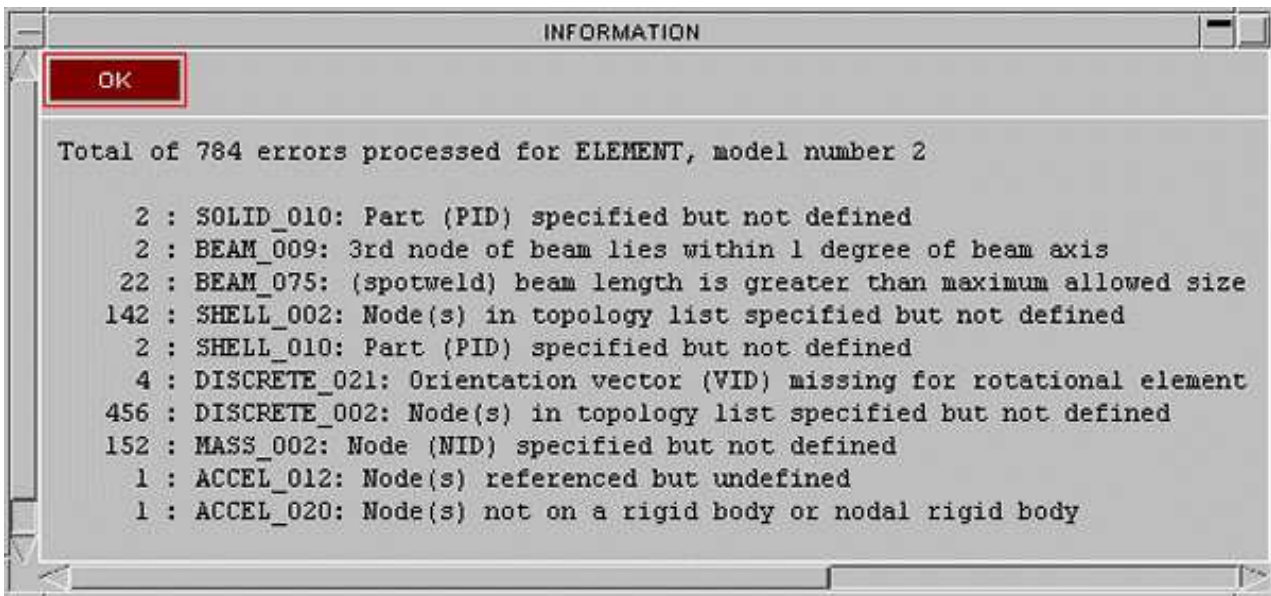 INFORMATION
OK
Total of 784 errors processed for ELEMENT, model number 2
2 : SOLID_010: Part (PID) specified but not defined
2 : BEAM_009: 3rd node of beam lies within 1 degree of beam axis
22 : BEAM_075: (spotweld) beam length is greater than maximum allowed size
142 : SHELL_002: Node(s) in topology list specified but not defined
2 : SHELL_010: Part (PID) specified but not defined
4 : DISCRETE_021: Orientation vector (VID) missing for rotational element
456 : DISCRETE_002: Node(s) in topology list specified but not defined
152 : MASS_002: Node (NID) specified but not defined
1 : ACCEL_012: Node(s) referenced but undefined
1 : ACCEL_020: Node(s) not on a rigid body or nodal rigid body